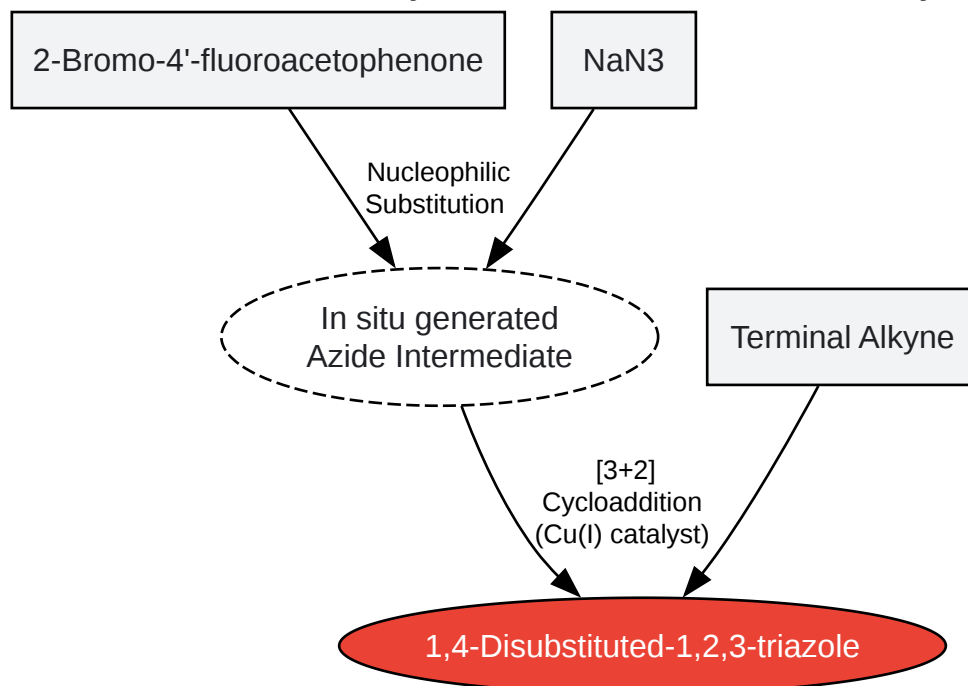 2-Bromo-4'-fluoroacetophenone
NaN3
Nucleophilic
Substitution
In situ generated
Azide Intermediate
Terminal Alkyne
[3+2]
Cycloaddition
(Cu(I) catalyst)
1,4-Disubstituted-1,2,3-triazole